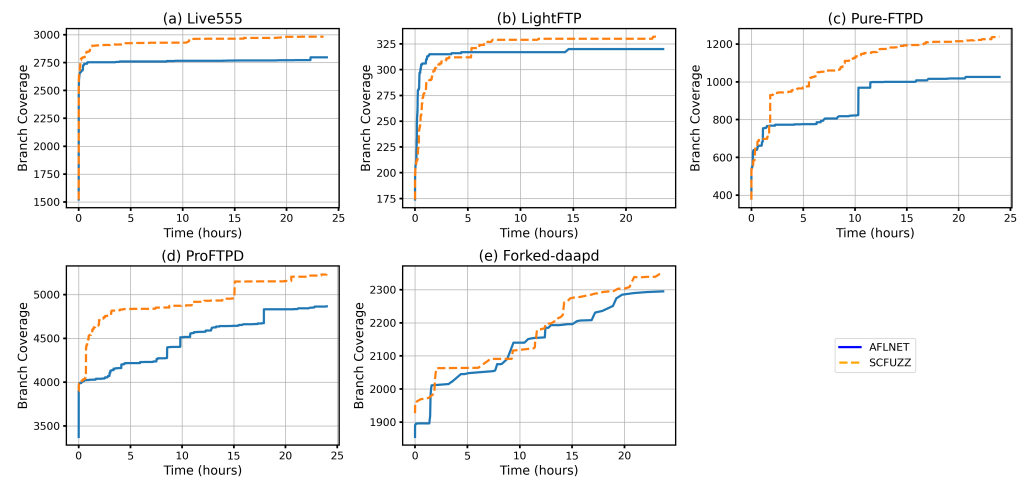 (a) Live555
Branch Coverage
3000
2750
2500
2250
2000
1750
1500
0 5 10 15 20 25
Time (hours)
(b) LightFTP
Branch Coverage
325
300
275
250
225
200
175
0 5 10 15 20
Time (hours)
(c) Pure-FTPD
Branch Coverage
1200
1000
800
600
400
0 5 10 15 20 25
Time (hours)
(d) ProFTPD
Branch Coverage
5000
4500
4000
3500
0 5 10 15 20 25
Time (hours)
(e) Forked-daapd
Branch Coverage
2300
2200
2100
2000
1900
0 5 10 15 20
Time (hours)
AFLNET
SCFUZZ